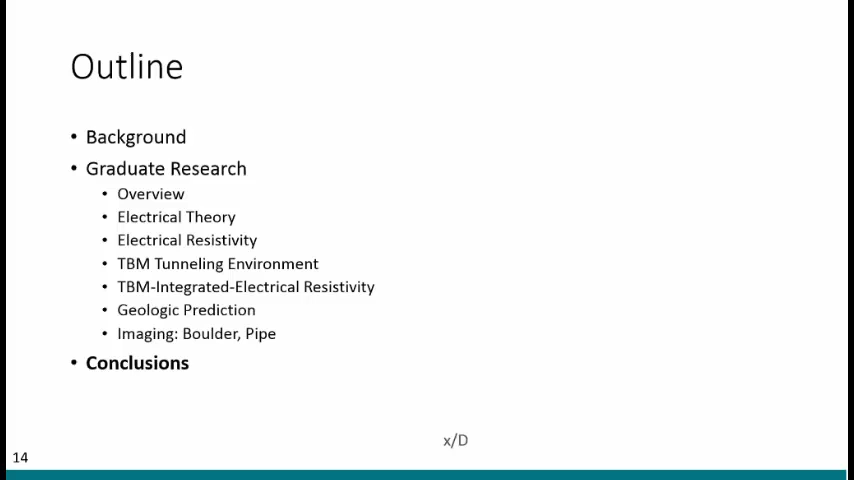 Outline
• Background
• Graduate Research
• Overview
• Electrical Theory
• Electrical Resistivity
• TBM Tunneling Environment
• TBM-Integrated-Electrical Resistivity
• Geologic Prediction
• Imaging: Boulder, Pipe
• Conclusions
x/D
14